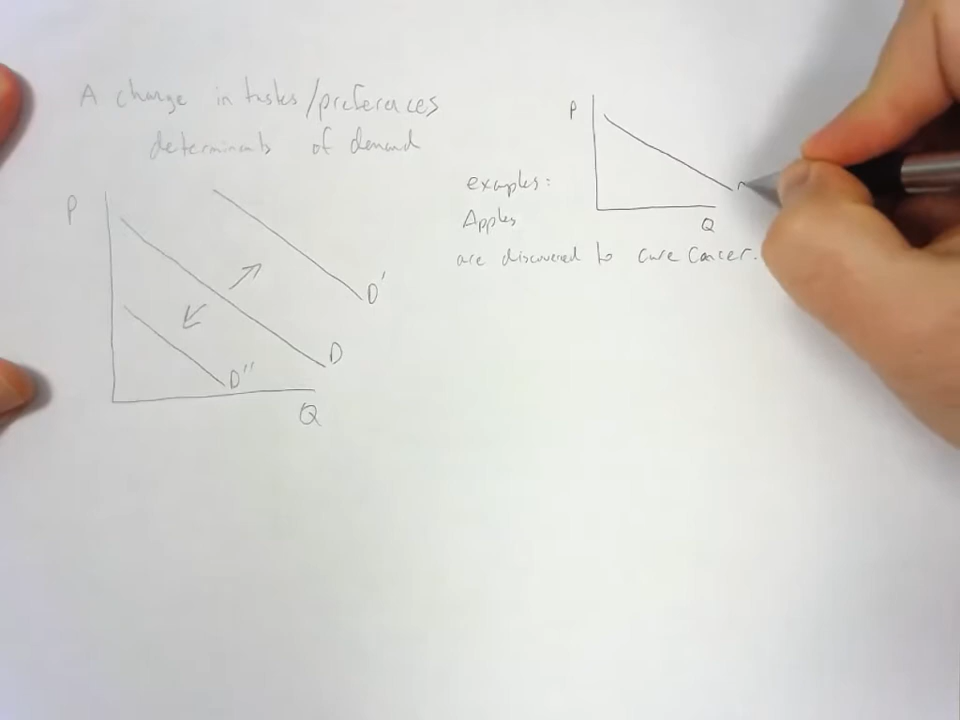 A change in tastes/preferences
determinants of demand
P
D'
D
D"
Q
P
Q
examples:
Apples
are discovered to cure cancer.